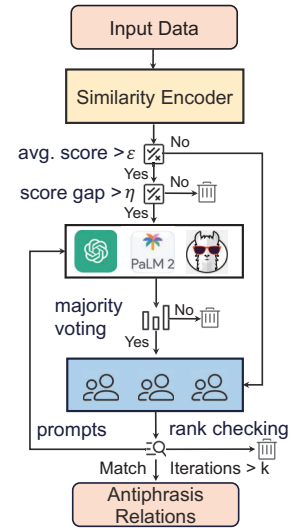 Input Data
Similarity Encoder
avg. score > ε
No
Yes
score gap > η
No
Yes
PaLM 2
majority
voting
No
Yes
prompts
rank checking
Match
Iterations > k
Antiphrasis
Relations